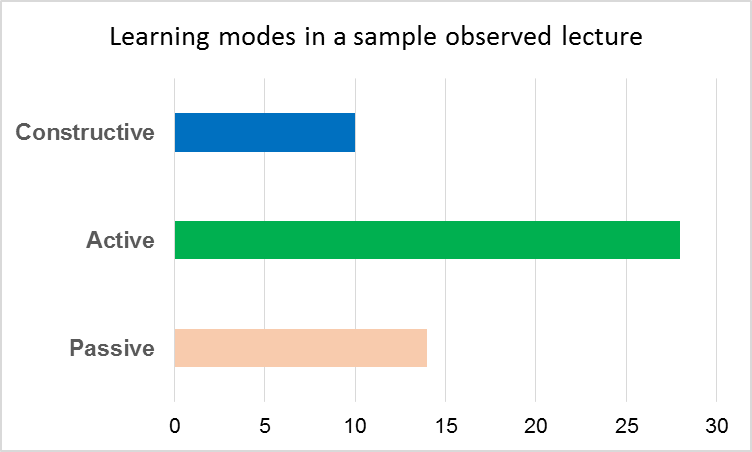 Learning modes in a sample observed lecture
Constructive
Active
Passive
0 5 10 15 20 25 30